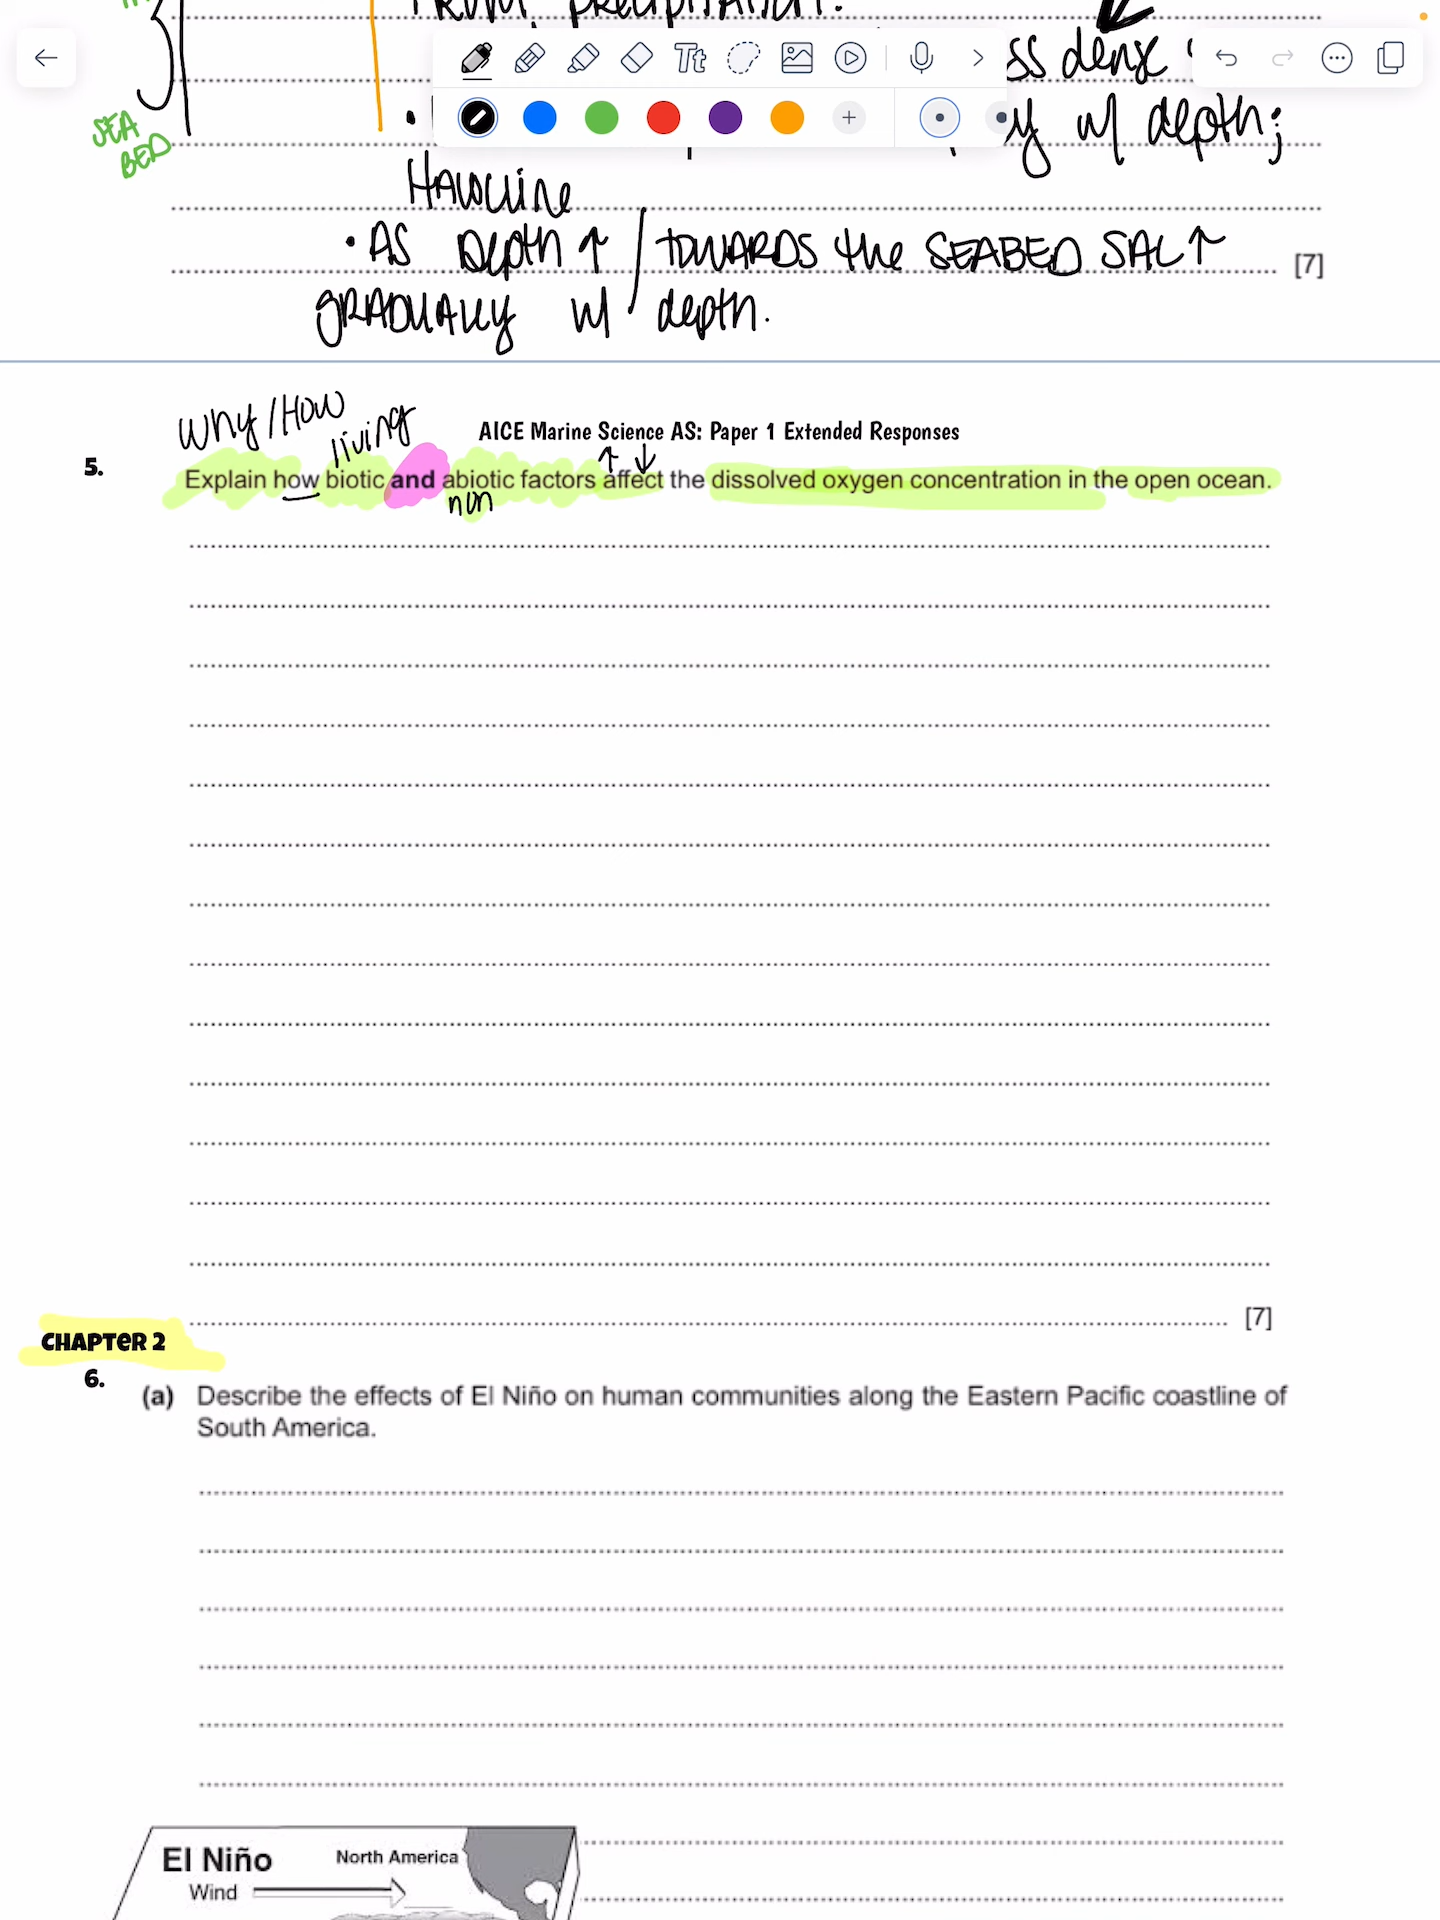 FROM PRECIPITATION.
ss dense
y w/ depth;
SEA
BED
HALOCLINE
• AS Depth ↑ / TOWARDS the SEABED SAL ↑ [7]
GRADUALLY w/ depth.
Why/How
living
AICE Marine Science AS: Paper 1 Extended Responses
↑ ↓
5. Explain how biotic and abiotic factors affect the dissolved oxygen concentration in the open ocean.
non
[7]
CHAPTER 2
6. (a) Describe the effects of El Niño on human communities along the Eastern Pacific coastline of
South America.
El Niño
North America
Wind
Tt